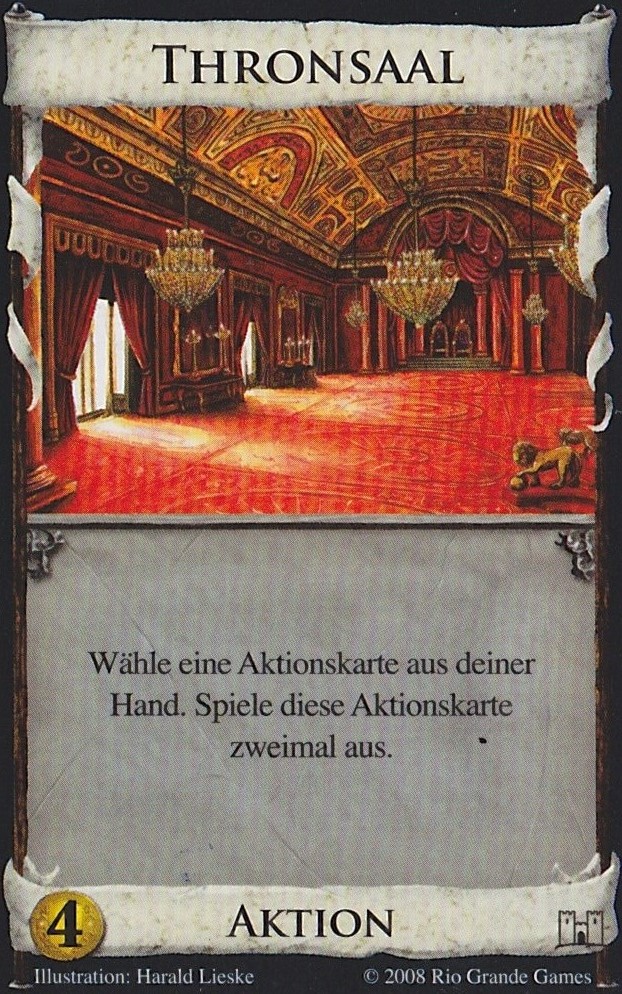 THRONSAAL
Wähle eine Aktionskarte aus deiner
Hand. Spiele diese Aktionskarte
zweimal aus.
4
AKTION
Illustration: Harald Lieske
© 2008 Rio Grande Games